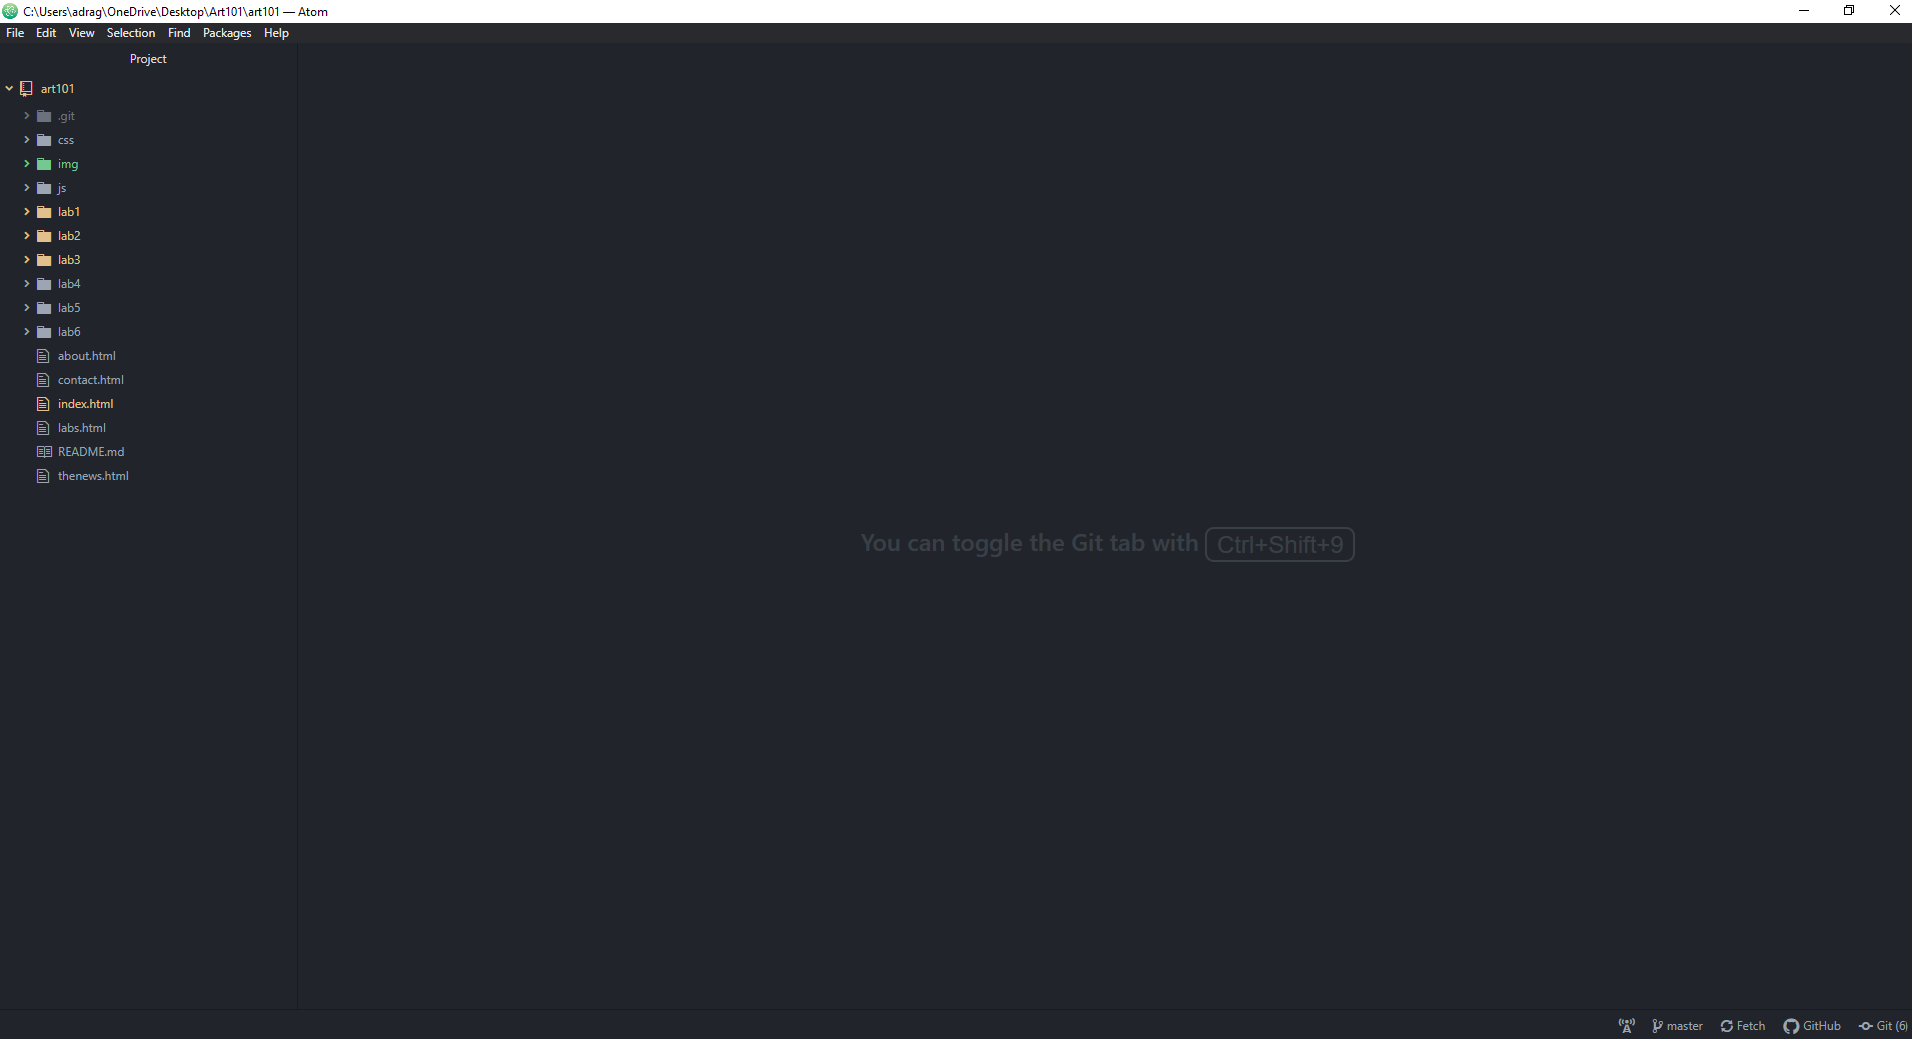 C:\Users\adrag\OneDrive\Desktop\Art101\art101 — Atom
File Edit View Selection Find Packages Help
Project
art101
.git
css
img
js
lab1
lab2
lab3
lab4
lab5
lab6
about.html
contact.html
index.html
labs.html
README.md
thenews.html
You can toggle the Git tab with Ctrl+Shift+9
master Fetch GitHub Git (6)